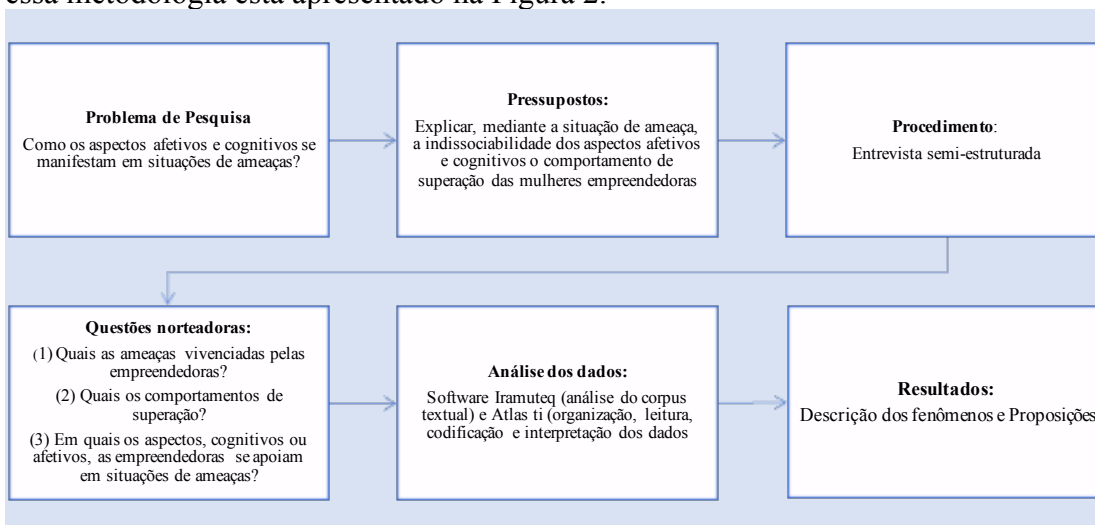 essa metodologia está apresentado na Figura 2.
Problema de Pesquisa
Como os aspectos afetivos e cognitivos se
manifestam em situações de ameaças?
Pressupostos:
Explicar, mediante a situação de ameaça,
a indissociabilidade dos aspectos afetivos
e cognitivos o comportamento de
superação das mulheres empreendedoras
Procedimento:
Entrevista semi-estruturada
Questões norteadoras:
(1) Quais as ameaças vivenciadas pelas
empreendedoras?
(2) Quais os comportamentos de
superação?
(3) Em quais os aspectos, cognitivos ou
afetivos, as empreendedoras se apoiam
em situações de ameaças?
Análise dos dados:
Software Iramuteq (análise do corpus
textual) e Atlas ti (organização, leitura,
codificação e interpretação dos dados
Resultados:
Descrição dos fenômenos e Proposições